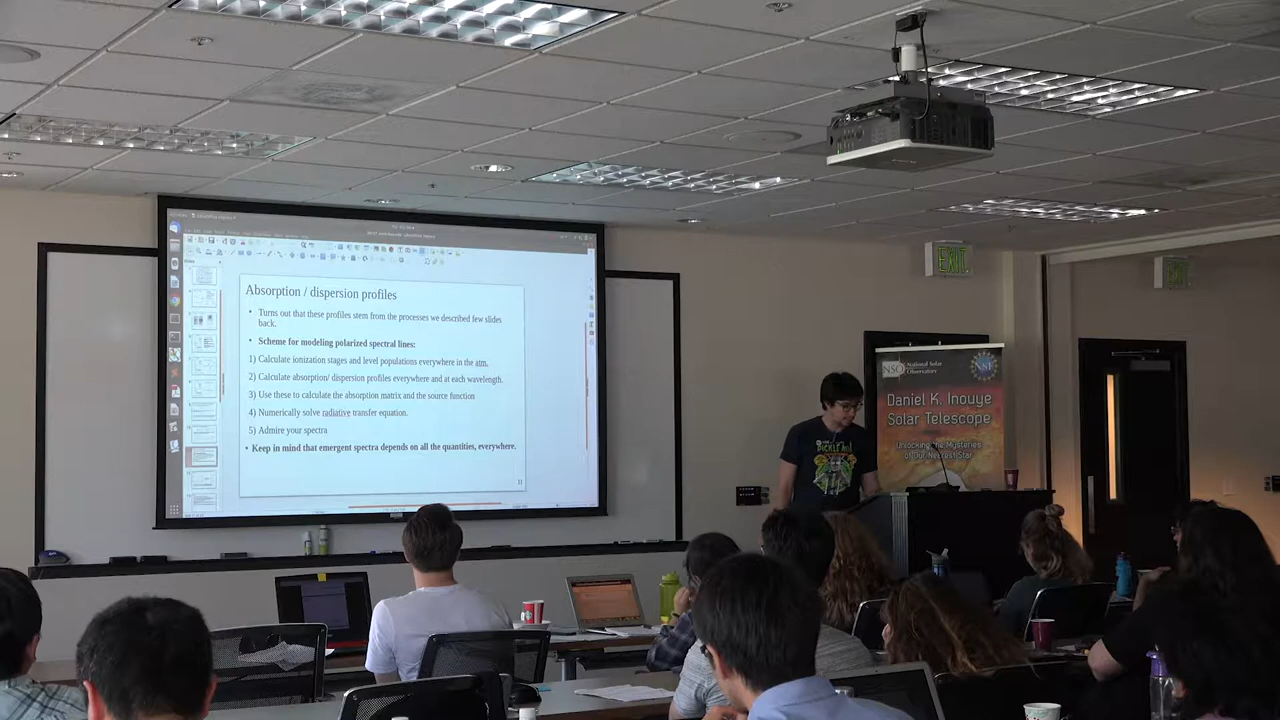 Absorption / dispersion profiles
• Turns out that these profiles stem from the processes we described few slides
back.
• Scheme for modeling polarized spectral lines:
1) Calculate ionization stages and level populations everywhere in the atm.
2) Calculate absorption/ dispersion profiles everywhere and at each wavelength.
3) Use these to calculate the absorption matrix and the source function
4) Numerically solve radiative transfer equation.
5) Admire your spectra
• Keep in mind that emergent spectra depends on all the quantities, everywhere.
11
EXIT
EXIT
NSO National Solar
Observatory
NSF
Daniel K. Inouye
Solar Telescope
Unlocking the Mysteries
of Our Nearest Star